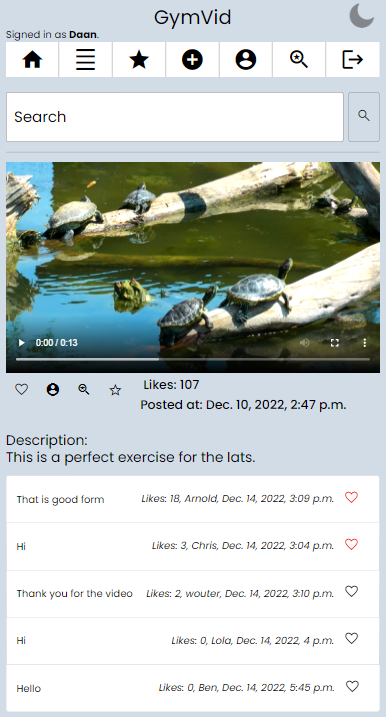 GymVid
Signed in as Daan.
Search
0:00 / 0:13
Likes: 107
Posted at: Dec. 10, 2022, 2:47 p.m.
Description:
This is a perfect exercise for the lats.
That is good form Likes: 18, Arnold, Dec. 14, 2022, 3:09 p.m.
Hi Likes: 3, Chris, Dec. 14, 2022, 3:04 p.m.
Thank you for the video Likes: 2, wouter, Dec. 14, 2022, 3:10 p.m.
Hi Likes: 0, Lola, Dec. 14, 2022, 4 p.m.
Hello Likes: 0, Ben, Dec. 14, 2022, 5:45 p.m.